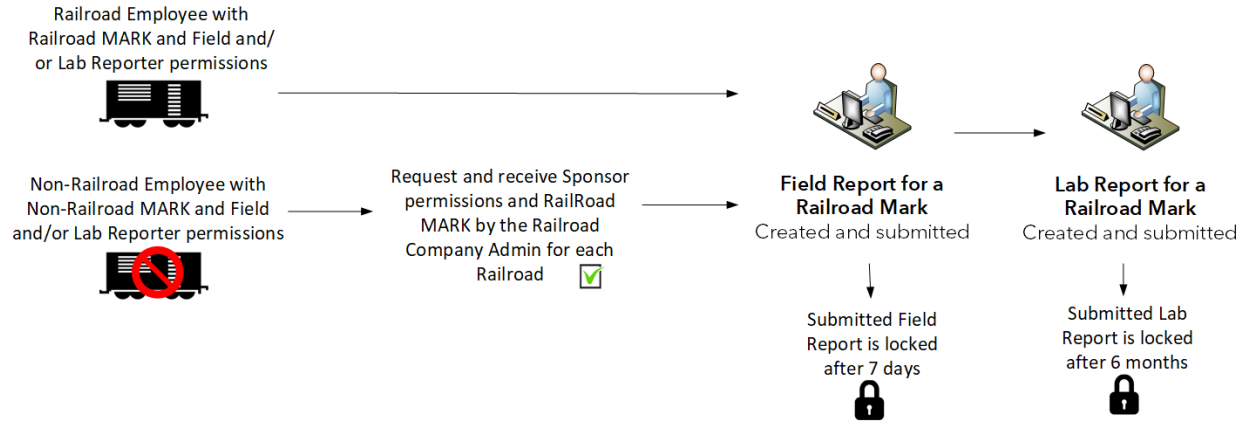 Railroad Employee with
Railroad MARK and Field and/
or Lab Reporter permissions
Non-Railroad Employee with
Non-Railroad MARK and Field
and/or Lab Reporter permissions
Request and receive Sponsor
permissions and RailRoad
MARK by the Railroad
Company Admin for each
Railroad
Field Report for a
Railroad Mark
Created and submitted
Lab Report for a
Railroad Mark
Created and submitted
Submitted Field
Report is locked
after 7 days
Submitted Lab
Report is locked
after 6 months